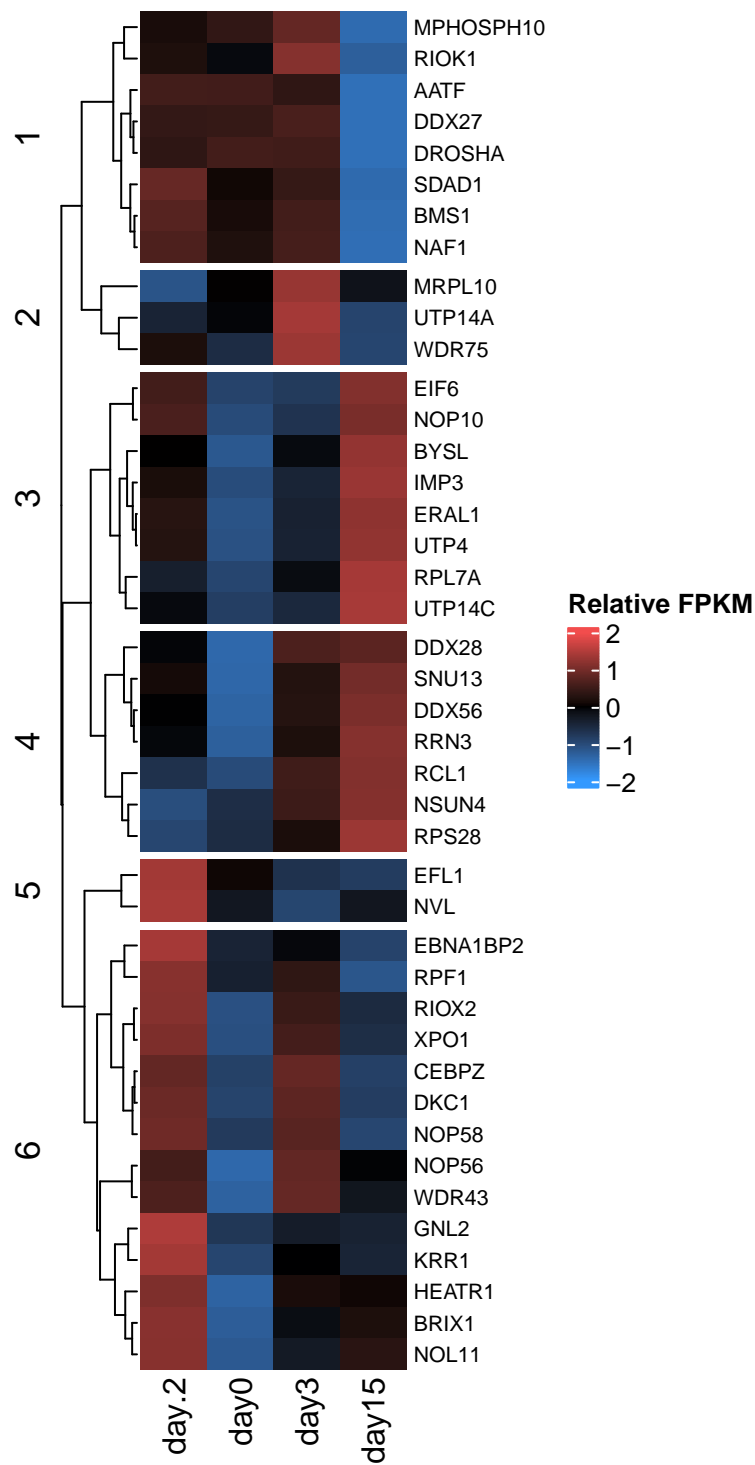 1
MPHOSPH10
RIOK1
AATF
DDX27
DROSHA
SDAD1
BMS1
NAF1
2
MRPL10
UTP14A
WDR75
3
EIF6
NOP10
BYSL
IMP3
ERAL1
UTP4
RPL7A
UTP14C
4
DDX28
SNU13
DDX56
RRN3
RCL1
NSUN4
RPS28
5
EFL1
NVL
6
EBNA1BP2
RPF1
RIOX2
XPO1
CEBPZ
DKC1
NOP58
NOP56
WDR43
GNL2
KRR1
HEATR1
BRIX1
NOL11
day.2 day0 day3 day15
Relative FPKM
2
1
0
−1
−2